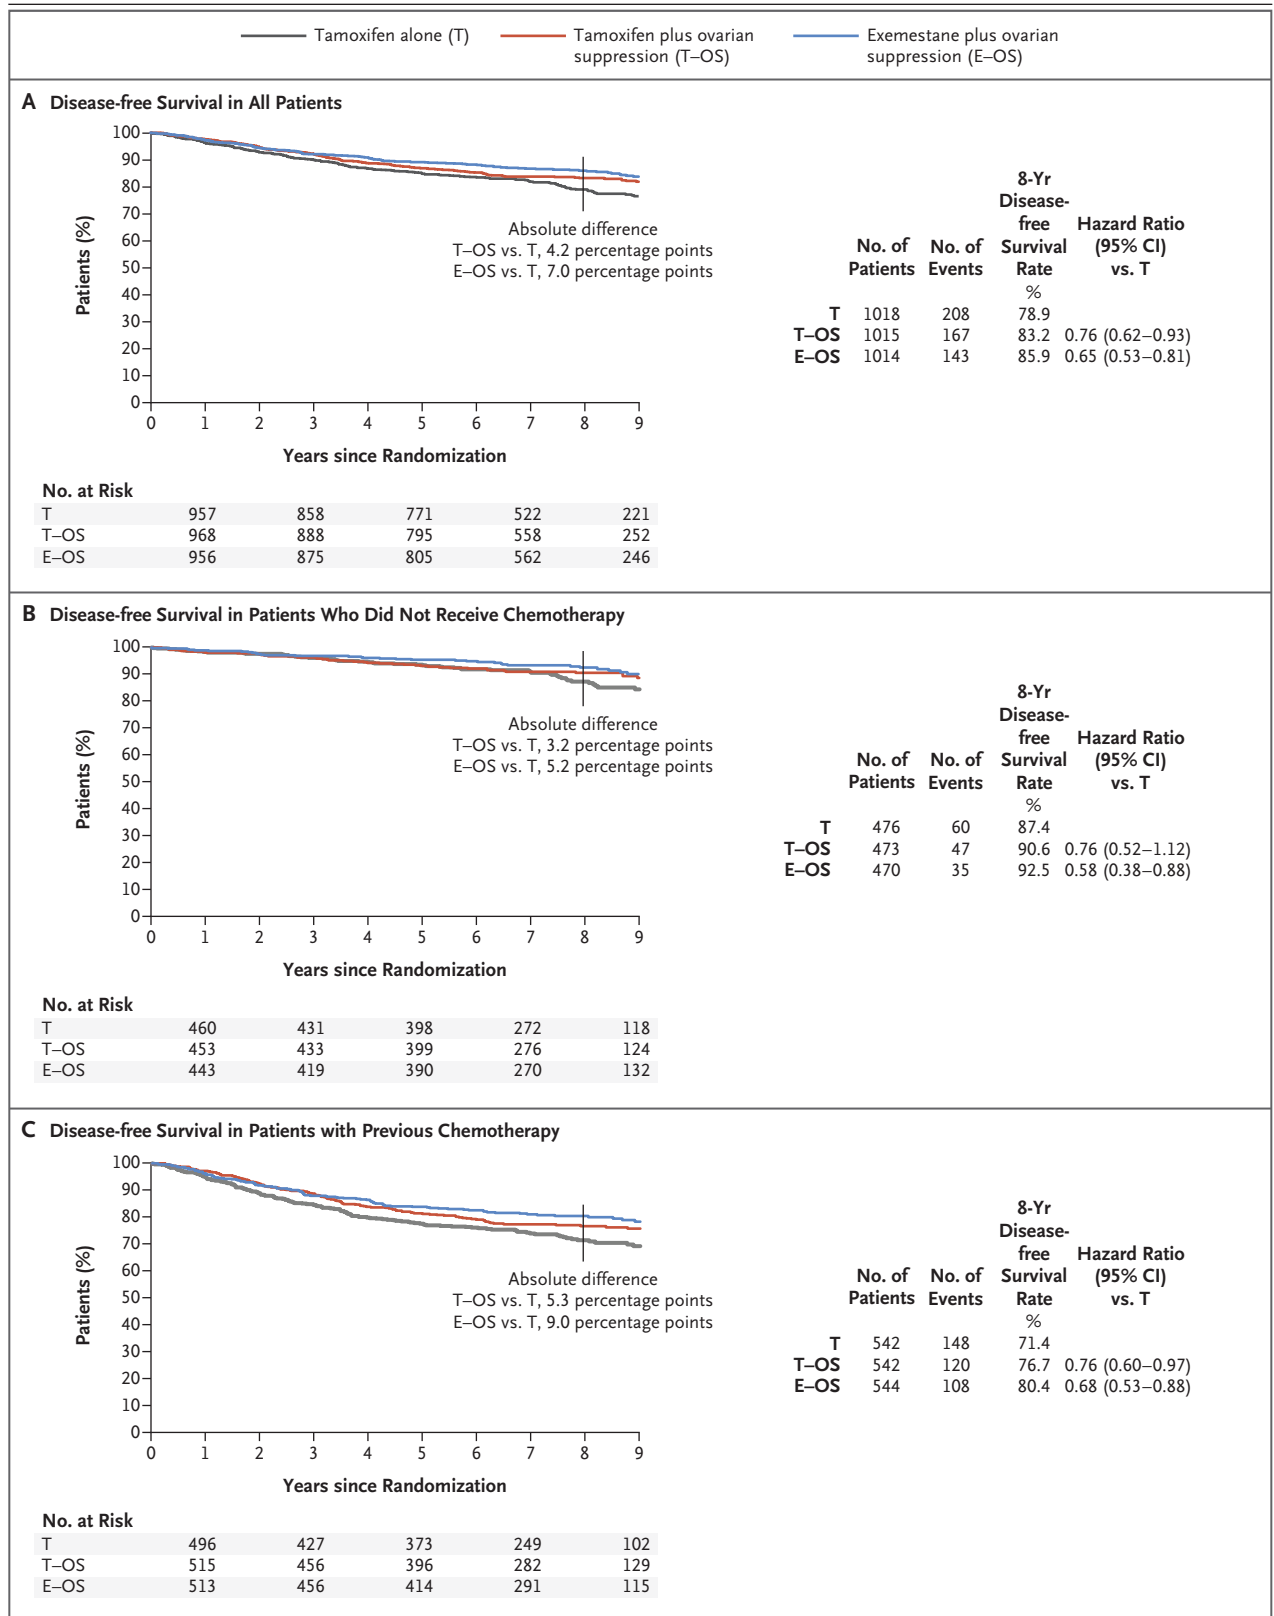 Tamoxifen alone (T)
Tamoxifen plus ovarian suppression (T–OS)
Exemestane plus ovarian suppression (E–OS)
A Disease-free Survival in All Patients
Patients (%)
100
90
80
70
60
50
40
30
20
10
0
0 1 2 3 4 5 6 7 8 9
Years since Randomization
Absolute difference
T–OS vs. T, 4.2 percentage points
E–OS vs. T, 7.0 percentage points
No. of Patients
No. of Events
8-Yr Disease-free Survival Rate
Hazard Ratio (95% CI) vs. T
%
T 1018 208 78.9
T–OS 1015 167 83.2 0.76 (0.62–0.93)
E–OS 1014 143 85.9 0.65 (0.53–0.81)
No. at Risk
T 957 858 771 522 221
T–OS 968 888 795 558 252
E–OS 956 875 805 562 246
B Disease-free Survival in Patients Who Did Not Receive Chemotherapy
Patients (%)
100
90
80
70
60
50
40
30
20
10
0
0 1 2 3 4 5 6 7 8 9
Years since Randomization
Absolute difference
T–OS vs. T, 3.2 percentage points
E–OS vs. T, 5.2 percentage points
No. of Patients
No. of Events
8-Yr Disease-free Survival Rate
Hazard Ratio (95% CI) vs. T
%
T 476 60 87.4
T–OS 473 47 90.6 0.76 (0.52–1.12)
E–OS 470 35 92.5 0.58 (0.38–0.88)
No. at Risk
T 460 431 398 272 118
T–OS 453 433 399 276 124
E–OS 443 419 390 270 132
C Disease-free Survival in Patients with Previous Chemotherapy
Patients (%)
100
90
80
70
60
50
40
30
20
10
0
0 1 2 3 4 5 6 7 8 9
Years since Randomization
Absolute difference
T–OS vs. T, 5.3 percentage points
E–OS vs. T, 9.0 percentage points
No. of Patients
No. of Events
8-Yr Disease-free Survival Rate
Hazard Ratio (95% CI) vs. T
%
T 542 148 71.4
T–OS 542 120 76.7 0.76 (0.60–0.97)
E–OS 544 108 80.4 0.68 (0.53–0.88)
No. at Risk
T 496 427 373 249 102
T–OS 515 456 396 282 129
E–OS 513 456 414 291 115